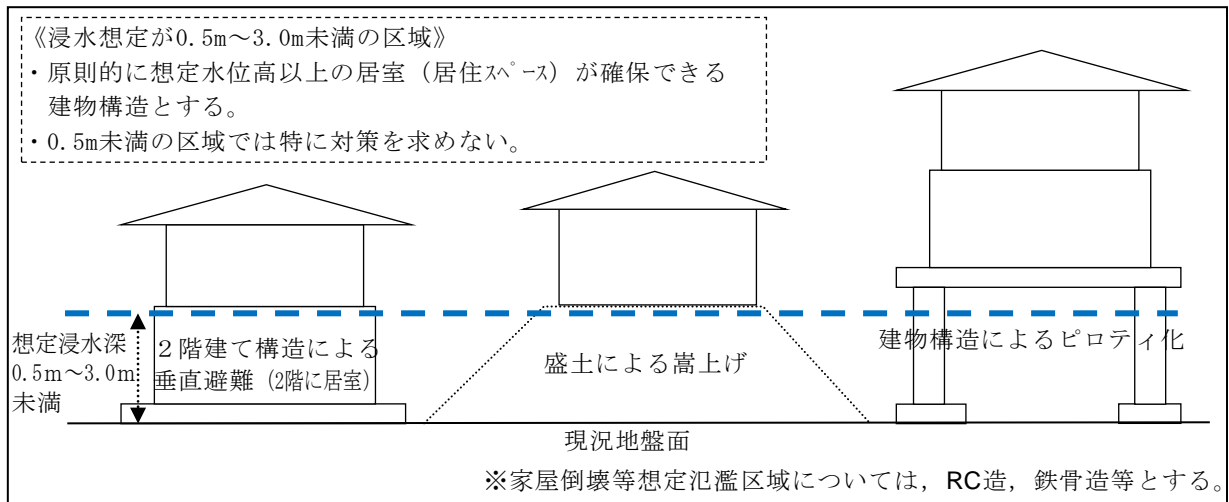 《浸水想定が0.5m～3.0m未満の区域》
・原則的に想定水位高以上の居室（居住ｽﾍﾟｰｽ）が確保できる
建物構造とする。
・0.5m未満の区域では特に対策を求めない。
想定浸水深
0.5m～3.0m
未満
２階建て構造による
垂直避難（2階に居室）
盛土による嵩上げ
建物構造によるピロティ化
現況地盤面
※家屋倒壊等想定氾濫区域については，RC造，鉄骨造等とする。